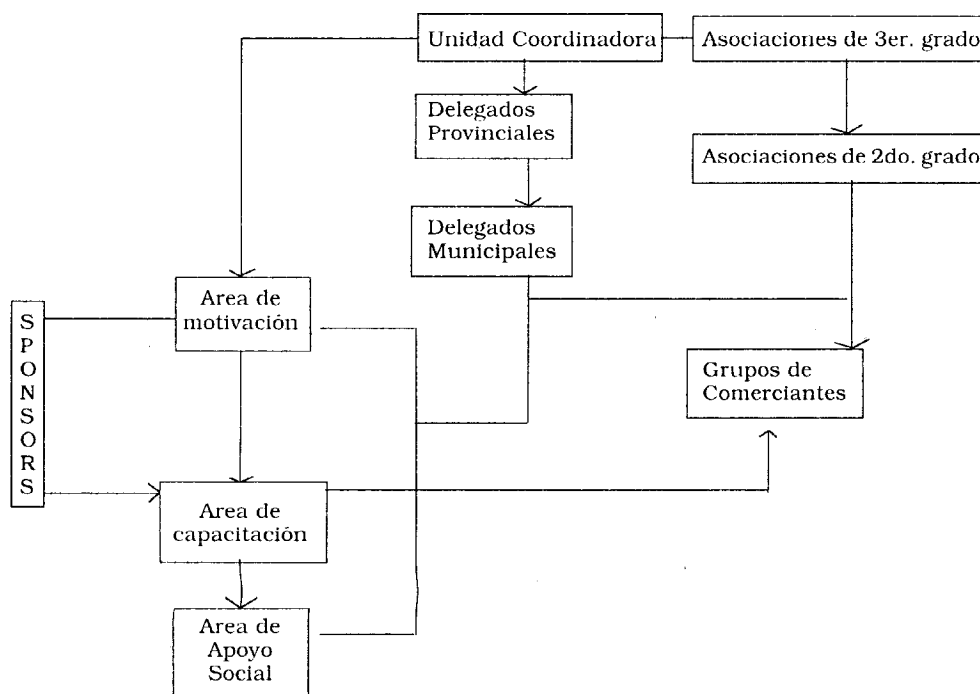 Unidad Coordinadora
Asociaciones de 3er. grado
Delegados
Provinciales
Asociaciones de 2do. grado
Delegados
Municipales
Area de
motivación
SPONSORS
Grupos de
Comerciantes
Area de
capacitación
Area de
Apoyo
Social